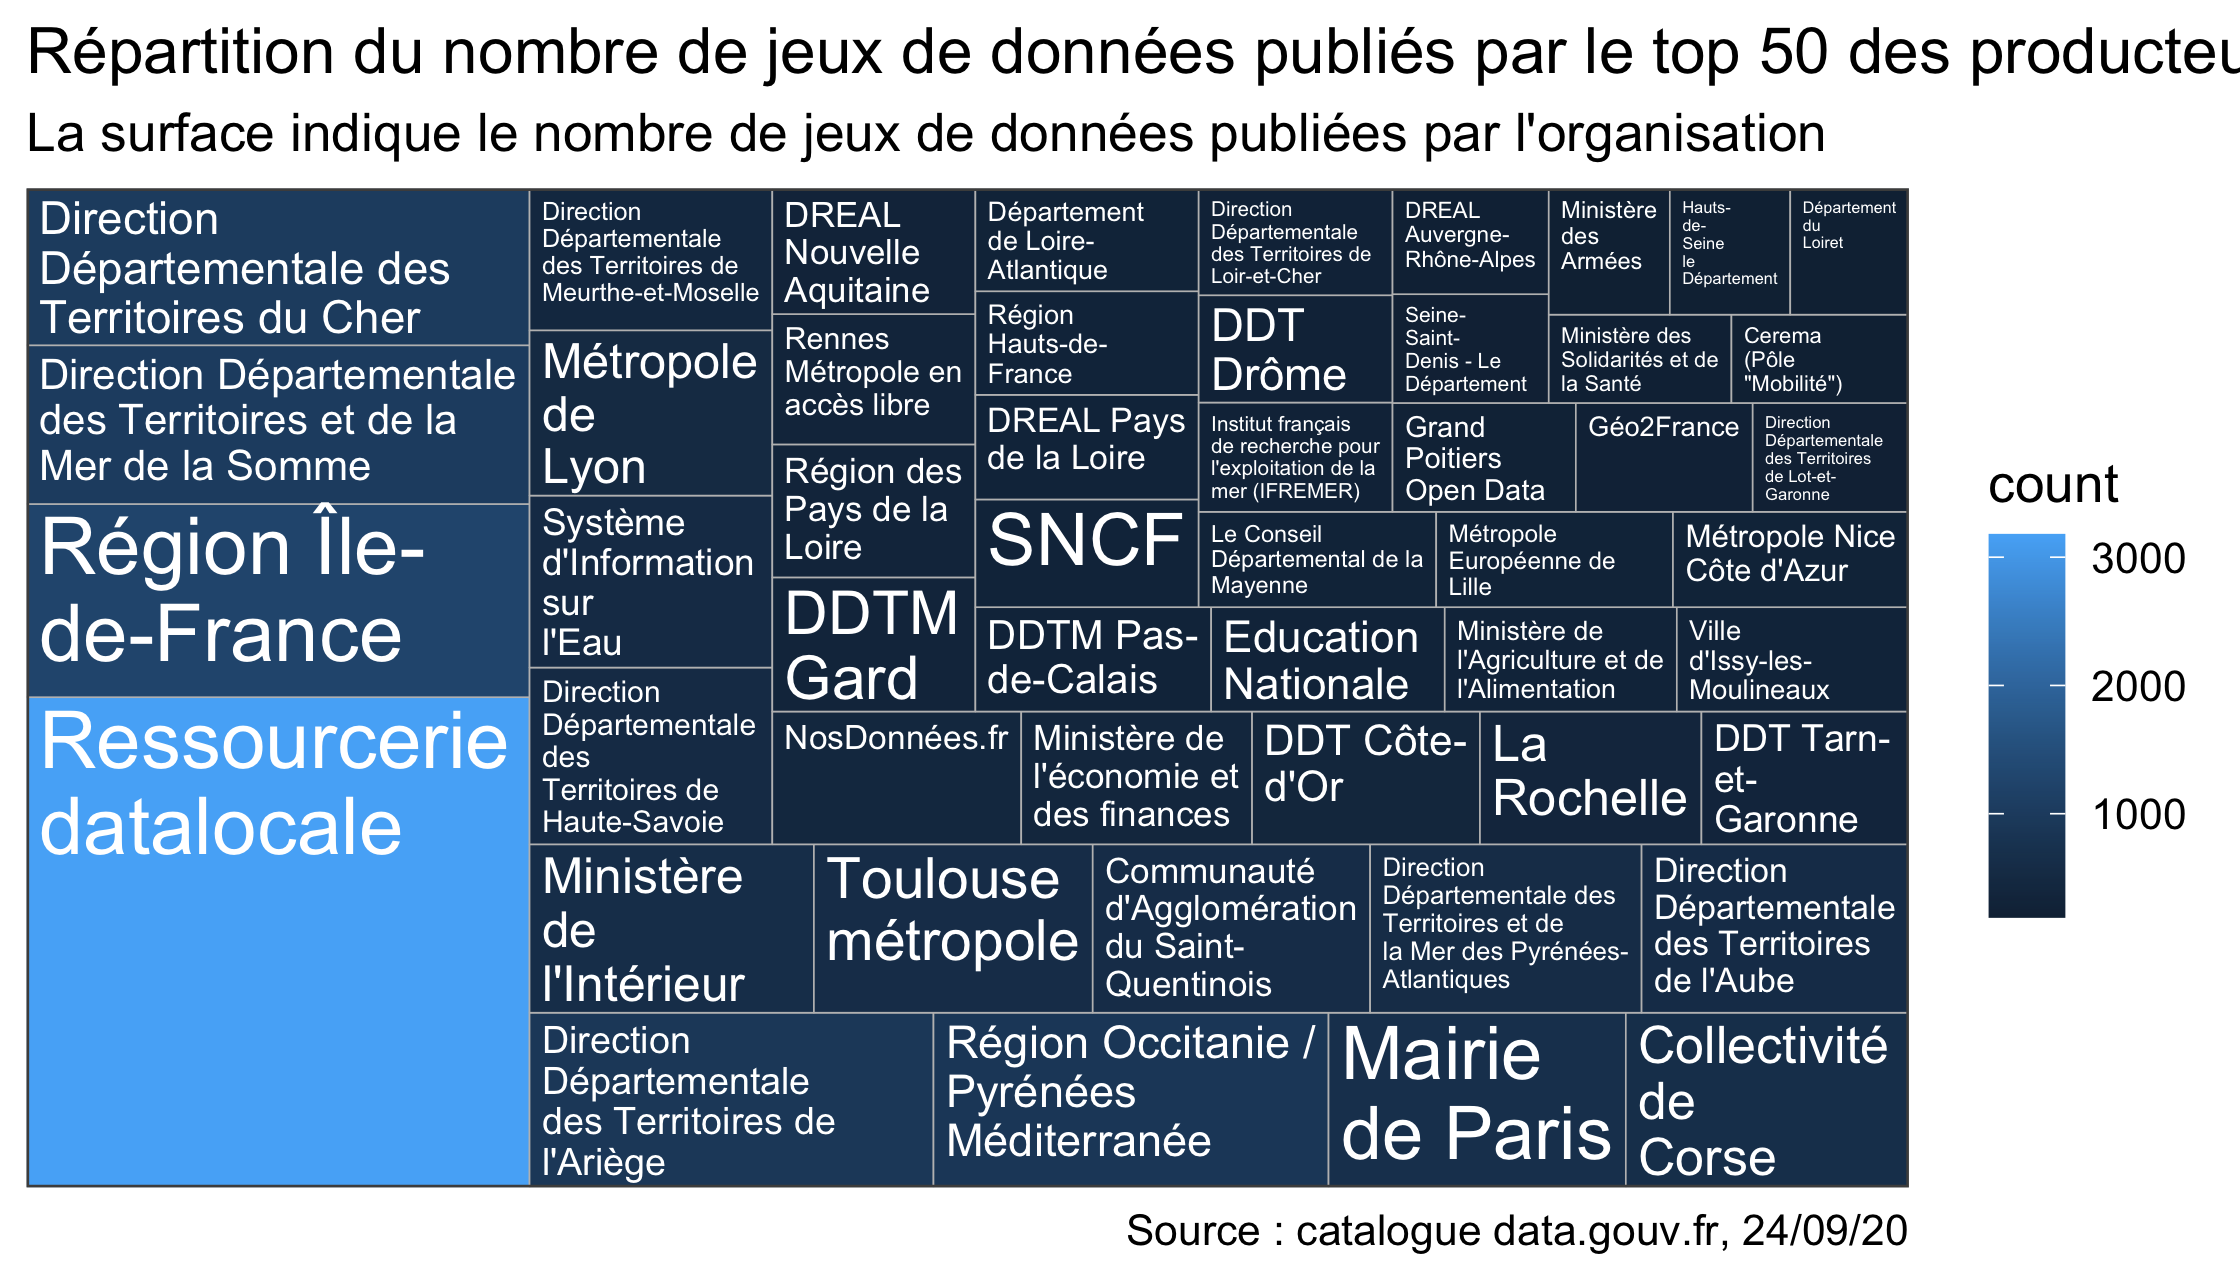 Répartition du nombre de jeux de données publiés par le top 50 des producteu
La surface indique le nombre de jeux de données publiées par l'organisation
Direction
Départementale des
Territoires du Cher
Direction Départementale
des Territoires et de la
Mer de la Somme
Région Île-
de-France
Ressourcerie
datalocale
Direction
Départementale
des Territoires de
Meurthe-et-Moselle
Métropole
de
Lyon
Système
d'Information
sur
l'Eau
Direction
Départementale
des
Territoires de
Haute-Savoie
DREAL
Nouvelle
Aquitaine
Rennes
Métropole en
accès libre
Région des
Pays de la
Loire
DDTM
Gard
Département
de Loire-
Atlantique
Région
Hauts-de-
France
DREAL Pays
de la Loire
SNCF
Direction
Départementale
des Territoires de
Loir-et-Cher
DDT
Drôme
Institut français
de recherche pour
l'exploitation de la
mer (IFREMER)
DREAL
Auvergne-
Rhône-Alpes
Seine-
Saint-
Denis - Le
Département
Ministère
des
Armées
Hauts-
de-
Seine
le
Département
Département
du
Loiret
Ministère des
Solidarités et de
la Santé
Cerema
(Pôle
"Mobilité")
Grand
Poitiers
Open Data
Géo2France
Direction
Départementale
des Territoires
de Lot-et-
Garonne
Le Conseil
Départemental de la
Mayenne
Métropole
Européenne de
Lille
Métropole Nice
Côte d'Azur
DDTM Pas-
de-Calais
Education
Nationale
Ministère de
l'Agriculture et de
l'Alimentation
Ville
d'Issy-les-
Moulineaux
NosDonnées.fr
Ministère de
l'économie et
des finances
DDT Côte-
d'Or
La
Rochelle
DDT Tarn-
et-
Garonne
Ministère
de
l'Intérieur
Toulouse
métropole
Communauté
d'Agglomération
du Saint-
Quentinois
Direction
Départementale des
Territoires et de
la Mer des Pyrénées-
Atlantiques
Direction
Départementale
des Territoires
de l'Aube
Direction
Départementale
des Territoires de
l'Ariège
Région Occitanie /
Pyrénées
Méditerranée
Mairie
de Paris
Collectivité
de
Corse
count
3000
2000
1000
Source : catalogue data.gouv.fr, 24/09/20